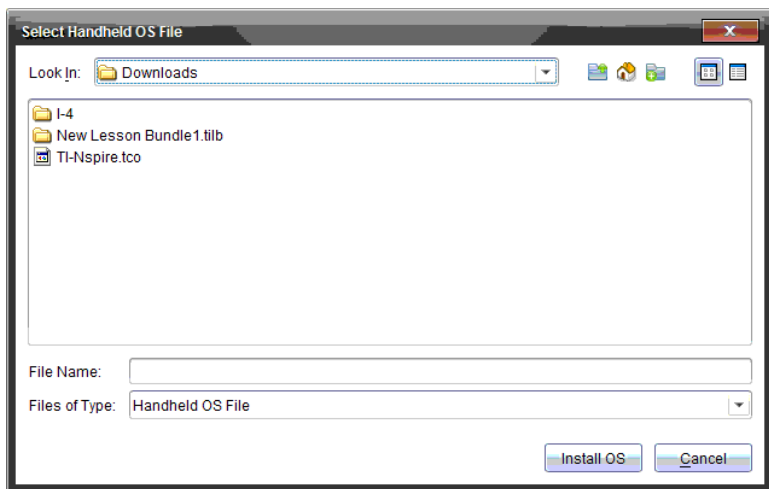 Select Handheld OS File
Look In: Downloads
I-4
New Lesson Bundle1.tilb
TI-Nspire.tco
File Name:
Files of Type: Handheld OS File
Install OS Cancel